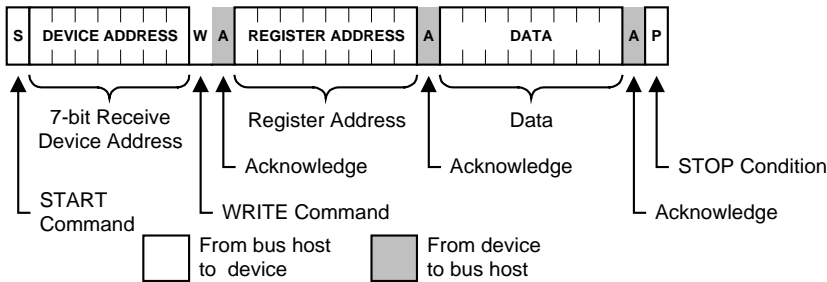 S DEVICE ADDRESS W A REGISTER ADDRESS A DATA A P
7-bit Receive
Device Address
Register Address
Data
Acknowledge
Acknowledge
STOP Condition
START
Command
WRITE Command
Acknowledge
From bus host
to device
From device
to bus host